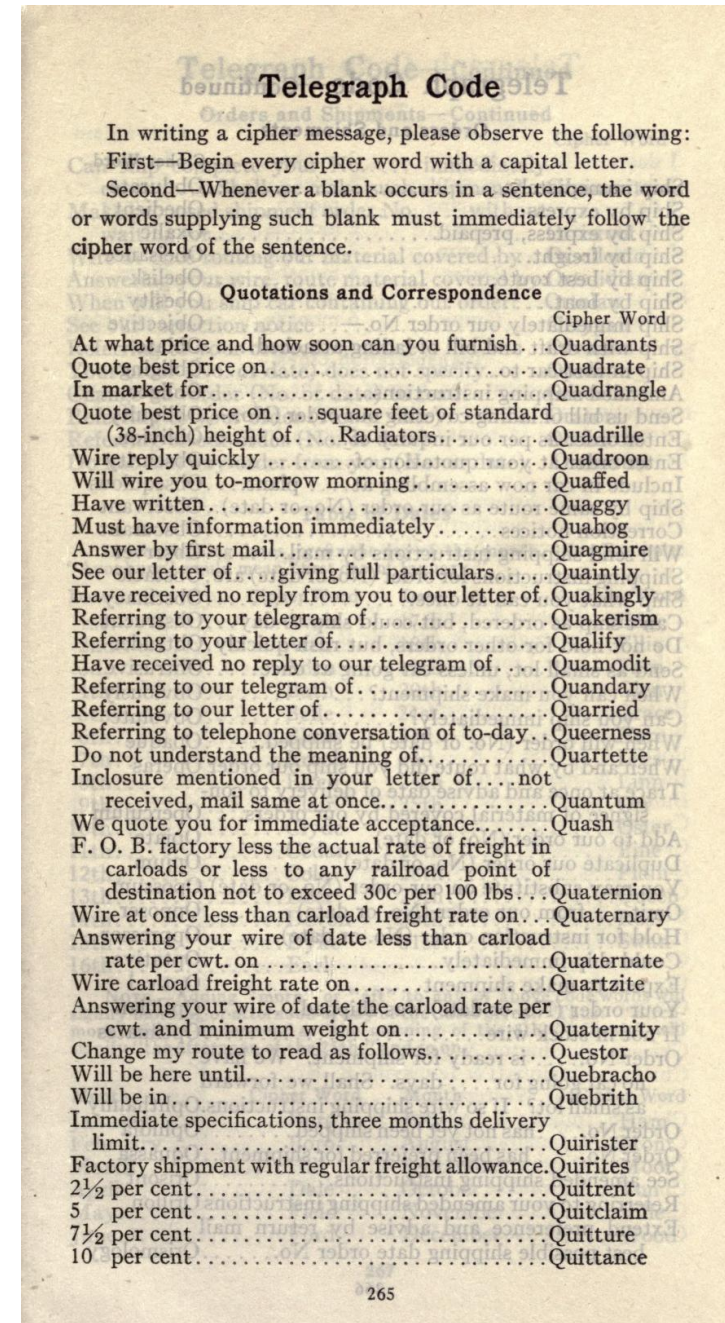 Telegraph Code
In writing a cipher message, please observe the following:
First—Begin every cipher word with a capital letter.
Second—Whenever a blank occurs in a sentence, the word
or words supplying such blank must immediately follow the
cipher word of the sentence.
Quotations and Correspondence
Cipher Word
At what price and how soon can you furnish...Quadrants
Quote best price on.........................Quadrate
In market for..............................Quadrangle
Quote best price on....square feet of standard
(38-inch) height of....Radiators..........Quadrille
Wire reply quickly .........................Quadroon
Will wire you to-morrow morning............Quaffed
Have written..............................Quaggy
Must have information immediately..........Quahog
Answer by first mail........................Quagmire
See our letter of....giving full particulars.....Quaintly
Have received no reply from you to our letter of.Quakingly
Referring to your telegram of................Quakerism
Referring to your letter of...................Qualify
Have received no reply to our telegram of.....Quamodit
Referring to our telegram of.................Quandary
Referring to our letter of....................Quarried
Referring to telephone conversation of to-day..Queerness
Do not understand the meaning of............Quartette
Inclosure mentioned in your letter of....not
received, mail same at once...............Quantum
We quote you for immediate acceptance.......Quash
F. O. B. factory less the actual rate of freight in
carloads or less to any railroad point of
destination not to exceed 30c per 100 lbs...Quaternion
Wire at once less than carload freight rate on...Quaternary
Answering your wire of date less than carload
rate per cwt. on .........................Quaternate
Wire carload freight rate on.................Quartzite
Answering your wire of date the carload rate per
cwt. and minimum weight on.............Quaternity
Change my route to read as follows...........Questor
Will be here until...........................Quebracho
Will be in.................................Quebrith
Immediate specifications, three months delivery
limit....................................Quirister
Factory shipment with regular freight allowance.Quirites
2½ per cent...............................Quitrent
5 per cent...............................Quitclaim
7½ per cent...............................Quitture
10 per cent...............................Quittance
265